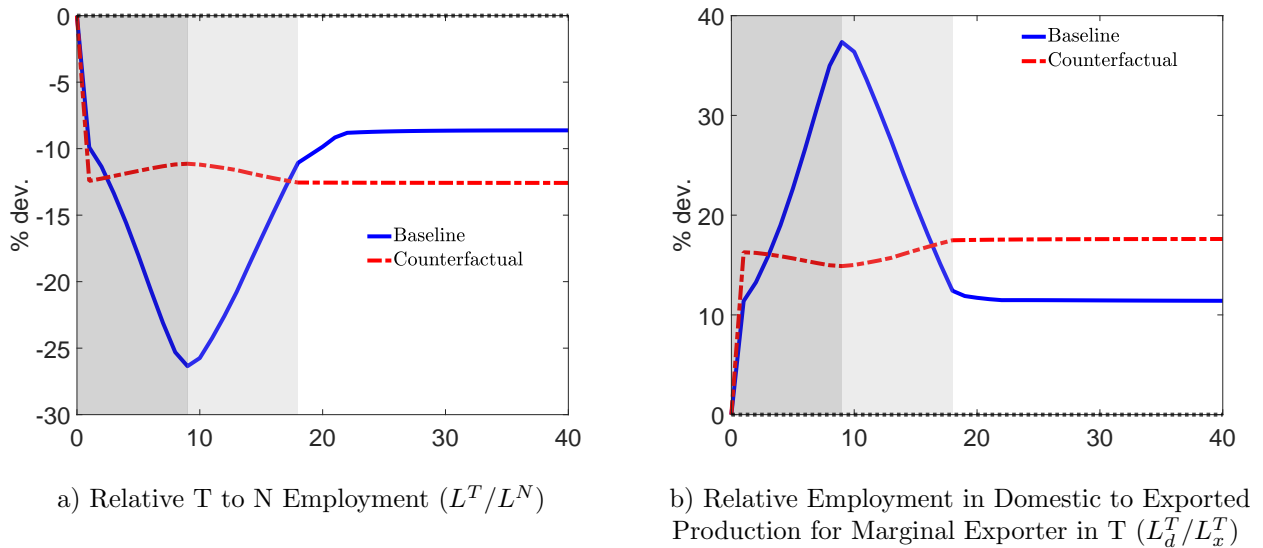 0
-5
-10
-15
-20
-25
-30
% dev.
Baseline
Counterfactual
0 10 20 30 40
a) Relative T to N Employment (L^T/L^N)
40
30
20
10
0
% dev.
Baseline
Counterfactual
0 10 20 30 40
b) Relative Employment in Domestic to Exported
Production for Marginal Exporter in T (L_d^T/L_x^T)